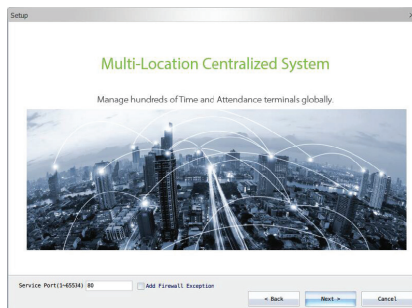 Setup
X
Multi-Location Centralized System
Manage hundreds of Time and Attendance terminals globally.
Service Port(1~65534) 80 Add Firewall Exception
< Back Next > Cancel